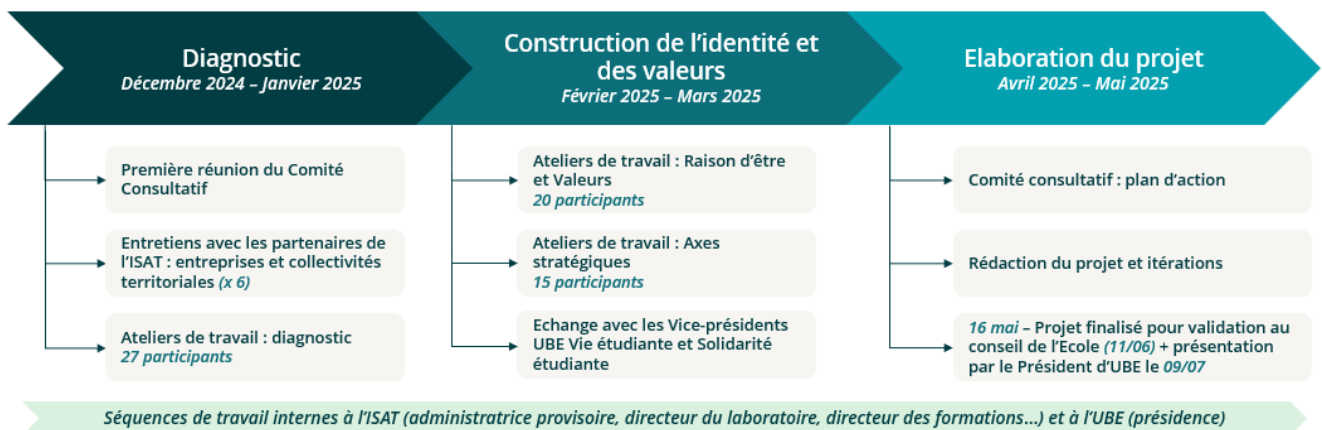 Diagnostic
Décembre 2024 – Janvier 2025
Construction de l’identité et
des valeurs
Février 2025 – Mars 2025
Elaboration du projet
Avril 2025 – Mai 2025
Première réunion du Comité
Consultatif
Entretiens avec les partenaires de
l’ISAT : entreprises et collectivités
territoriales (x 6)
Ateliers de travail : diagnostic
27 participants
Ateliers de travail : Raison d’être
et Valeurs
20 participants
Ateliers de travail : Axes
stratégiques
15 participants
Echange avec les Vice-présidents
UBE Vie étudiante et Solidarité
étudiante
Comité consultatif : plan d’action
Rédaction du projet et itérations
16 mai – Projet finalisé pour validation au
conseil de l’Ecole (11/06) + présentation
par le Président d’UBE le 09/07
Séquences de travail internes à l’ISAT (administratrice provisoire, directeur du laboratoire, directeur des formations…) et à l’UBE (présidence)